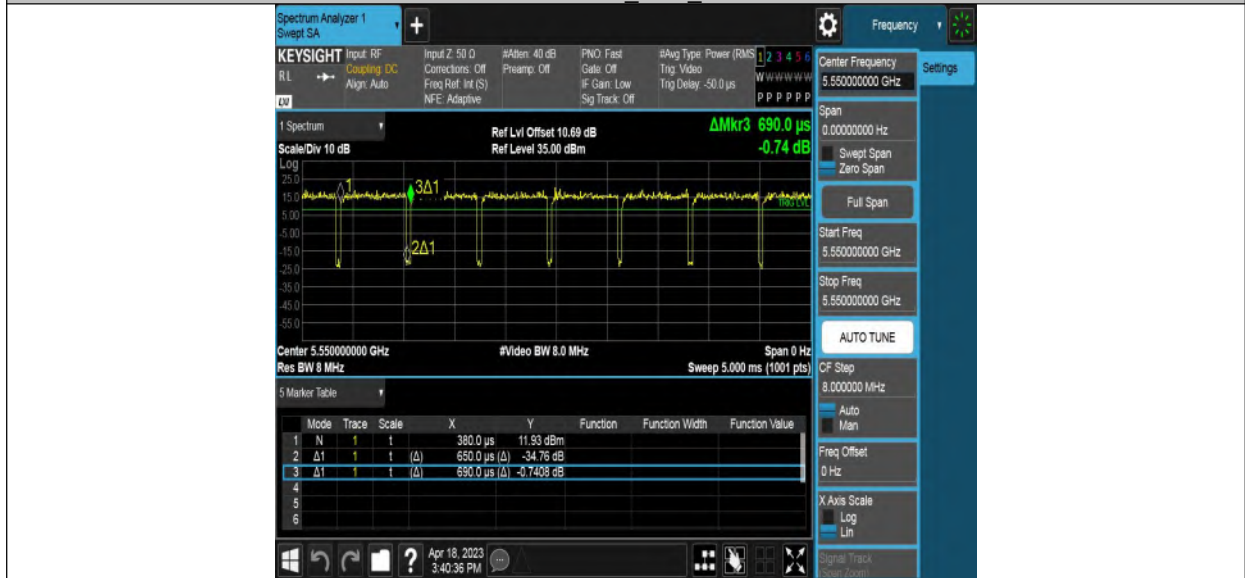 Spectrum Analyzer 1
Swept SA
Frequency
KEYSIGHT Input: RF
RL
Coupling: DC
Align: Auto
Input Z: 50 Ω
Corrections: Off
Freq Ref: Int (S)
NFE: Adaptive
#Atten: 40 dB
Preamp: Off
PNO: Fast
Gate: Off
IF Gain: Low
Sig Track: Off
#Avg Type: Power (RMS
Trig: Video
Trig Delay: -50.0 µs
1 2 3 4 5 6
W W W W W W
P P P P P P
LXI
1 Spectrum
Scale/Div 10 dB
Ref Lvl Offset 10.69 dB
Ref Level 35.00 dBm
ΔMkr3 690.0 µs
-0.74 dB
Log
25.0
15.0
5.00
-5.00
-15.0
-25.0
-35.0
-45.0
-55.0
1
3Δ1
2Δ1
TRIG LVL
Center 5.550000000 GHz
Res BW 8 MHz
#Video BW 8.0 MHz
Span 0 Hz
Sweep 5.000 ms (1001 pts)
5 Marker Table
Mode Trace Scale X Y Function Function Width Function Value
1 N 1 t 380.0 µs 11.93 dBm
2 Δ1 1 t (Δ) 650.0 µs (Δ) -34.76 dB
3 Δ1 1 t (Δ) 690.0 µs (Δ) -0.7408 dB
4
5
6
Apr 18, 2023
3:40:36 PM
?
Settings
Center Frequency
5.550000000 GHz
Span
0.00000000 Hz
Swept Span
Zero Span
Full Span
Start Freq
5.550000000 GHz
Stop Freq
5.550000000 GHz
AUTO TUNE
CF Step
8.000000 MHz
Auto
Man
Freq Offset
0 Hz
X Axis Scale
Log
Lin
Signal Track
(Span Zoom)